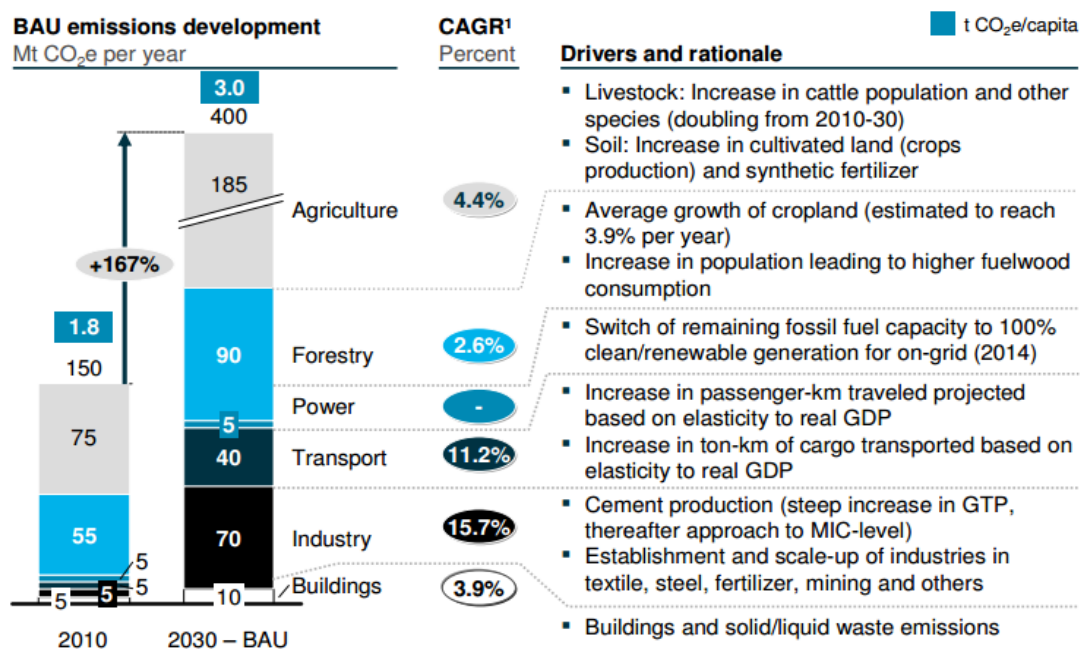 BAU emissions development
Mt CO₂e per year
CAGR¹
Percent
t CO₂e/capita
Drivers and rationale
3.0
400
185
+167%
1.8
150
75
90
5
40
70
10
55
5
5
5
5
2010
2030 – BAU
Agriculture
Forestry
Power
Transport
Industry
Buildings
4.4%
2.6%
-
11.2%
15.7%
3.9%
▪ Livestock: Increase in cattle population and other
species (doubling from 2010-30)
▪ Soil: Increase in cultivated land (crops
production) and synthetic fertilizer
▪ Average growth of cropland (estimated to reach
3.9% per year)
▪ Increase in population leading to higher fuelwood
consumption
▪ Switch of remaining fossil fuel capacity to 100%
clean/renewable generation for on-grid (2014)
▪ Increase in passenger-km traveled projected
based on elasticity to real GDP
▪ Increase in ton-km of cargo transported based on
elasticity to real GDP
▪ Cement production (steep increase in GTP,
thereafter approach to MIC-level)
▪ Establishment and scale-up of industries in
textile, steel, fertilizer, mining and others
▪ Buildings and solid/liquid waste emissions